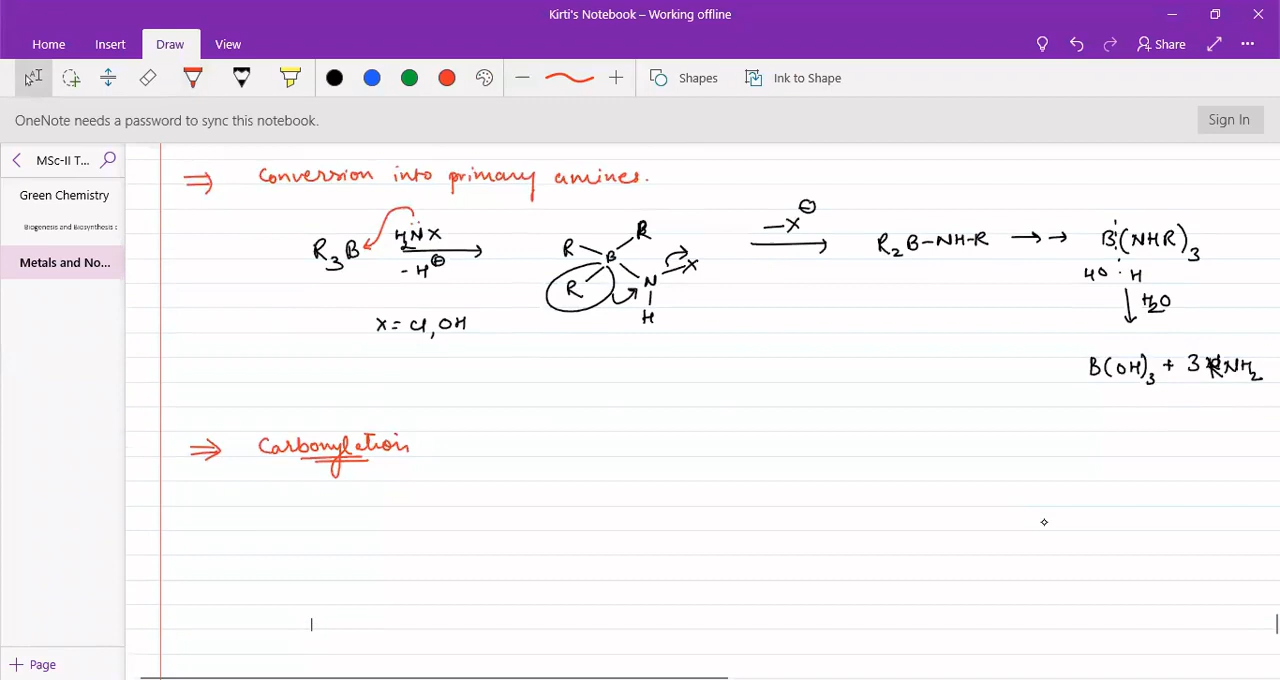 Kirti's Notebook – Working offline
Home Insert Draw View
Share
Shapes Ink to Shape
OneNote needs a password to sync this notebook.
Sign In
MSc-II T...
Green Chemistry
Biogenesis and Biosynthesis
Metals and No...
Page
⇒ Conversion into primary amines.
R3B H2N̈X -H⊕ → R R B R N H X —X⊖ → R2B-NH-R → → B(NHR)3
HO H
X = Cl, OH
↓ H2O
B(OH)3 + 3 RNH2
⇒ Carbonylation